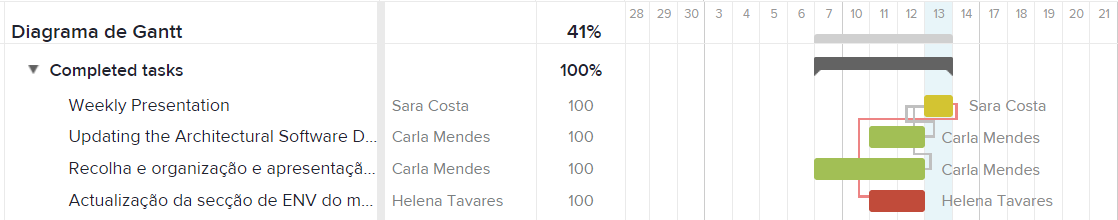 28 29 30 3 4 5 6 7 10 11 12 13 14 17 18 19 20 21
Diagrama de Gantt 41%
Completed tasks 100%
Weekly Presentation Sara Costa 100 Sara Costa
Updating the Architectural Software D... Carla Mendes 100 Carla Mendes
Recolha e organização e apresentaçã... Carla Mendes 100 Carla Mendes
Actualização da secção de ENV do m... Helena Tavares 100 Helena Tavares